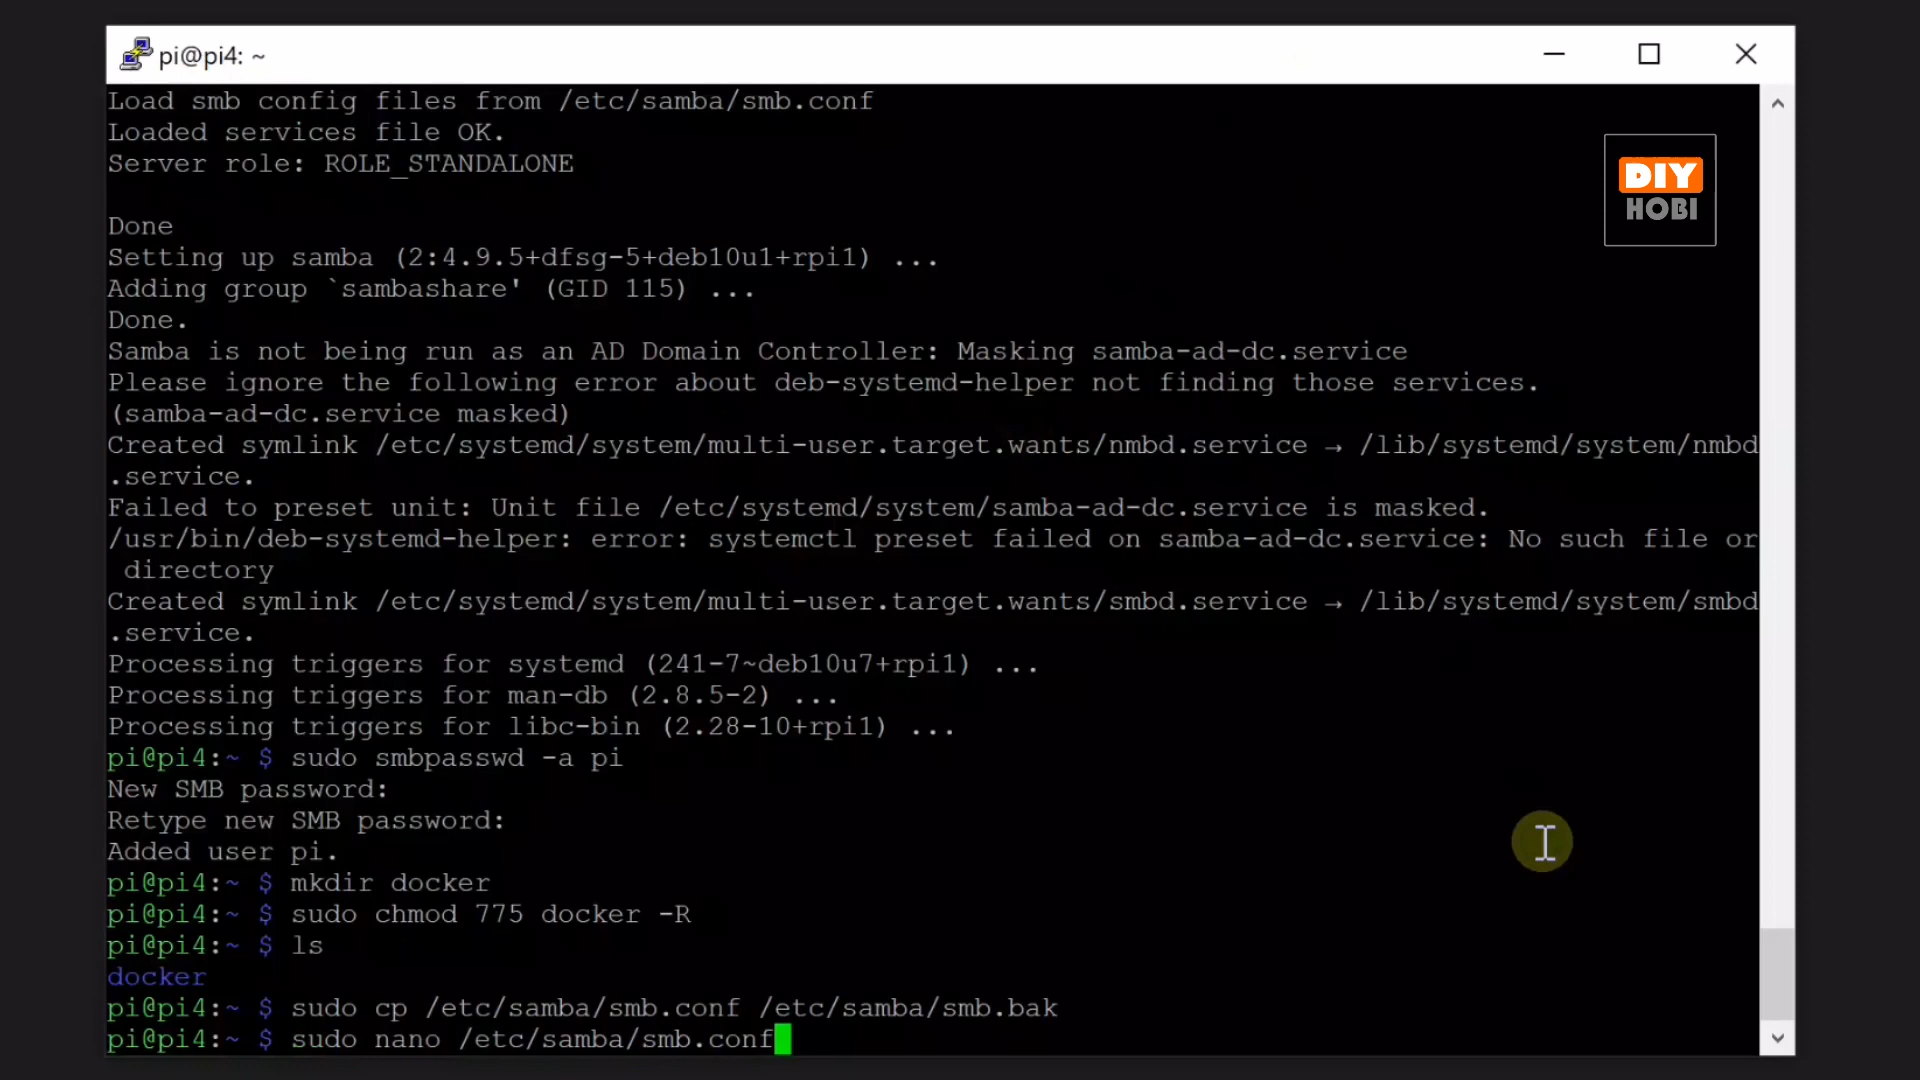 pi@pi4: ~
Load smb config files from /etc/samba/smb.conf
Loaded services file OK.
Server role: ROLE_STANDALONE
DIY
HOBI
Done
Setting up samba (2:4.9.5+dfsg-5+deb10u1+rpi1) ...
Adding group `sambashare' (GID 115) ...
Done.
Samba is not being run as an AD Domain Controller: Masking samba-ad-dc.service
Please ignore the following error about deb-systemd-helper not finding those services.
(samba-ad-dc.service masked)
Created symlink /etc/systemd/system/multi-user.target.wants/nmbd.service → /lib/systemd/system/nmbd
.service.
Failed to preset unit: Unit file /etc/systemd/system/samba-ad-dc.service is masked.
/usr/bin/deb-systemd-helper: error: systemctl preset failed on samba-ad-dc.service: No such file or
directory
Created symlink /etc/systemd/system/multi-user.target.wants/smbd.service → /lib/systemd/system/smbd
.service.
Processing triggers for systemd (241-7~deb10u7+rpi1) ...
Processing triggers for man-db (2.8.5-2) ...
Processing triggers for libc-bin (2.28-10+rpi1) ...
pi@pi4:~ $ sudo smbpasswd -a pi
New SMB password:
Retype new SMB password:
Added user pi.
pi@pi4:~ $ mkdir docker
pi@pi4:~ $ sudo chmod 775 docker -R
pi@pi4:~ $ ls
docker
pi@pi4:~ $ sudo cp /etc/samba/smb.conf /etc/samba/smb.bak
pi@pi4:~ $ sudo nano /etc/samba/smb.conf